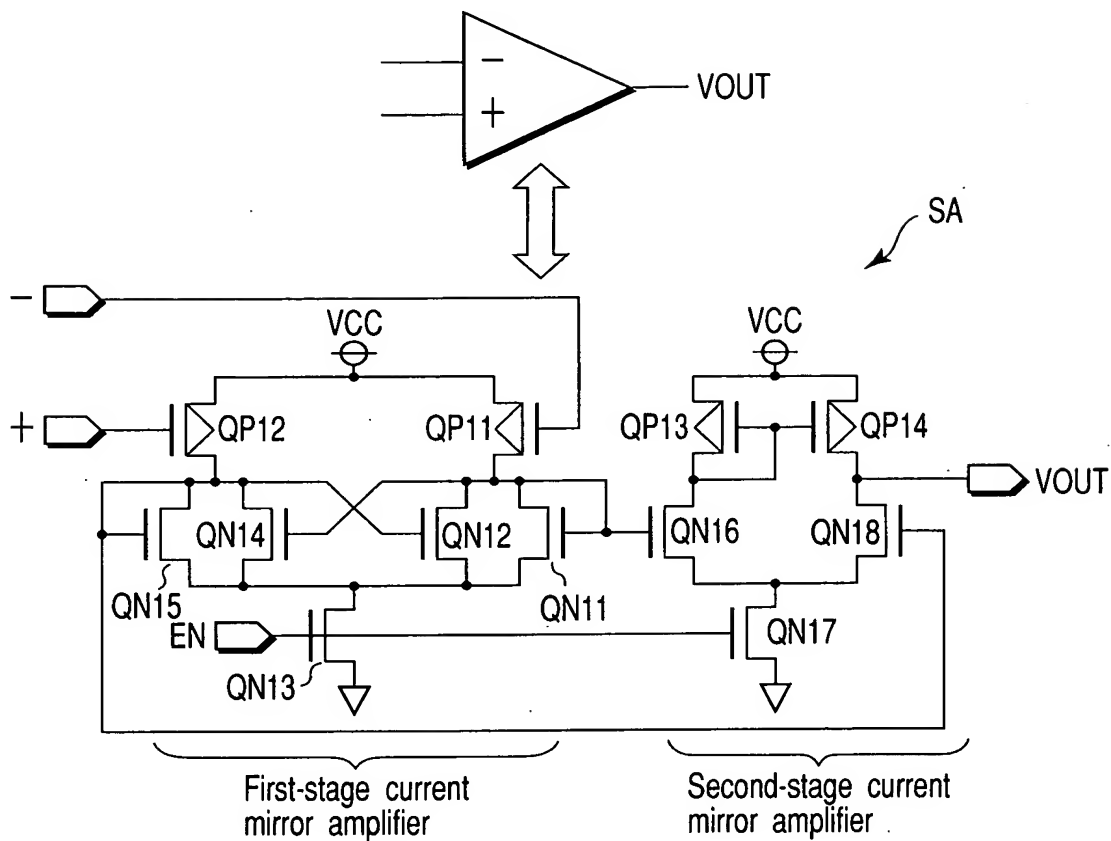 −
+
VOUT
SA
−
VCC
VCC
+
QP12
QP11
QP13
QP14
VOUT
QN14
QN12
QN16
QN18
QN15
QN11
EN
QN17
QN13
First-stage current
mirror amplifier
Second-stage current
mirror amplifier